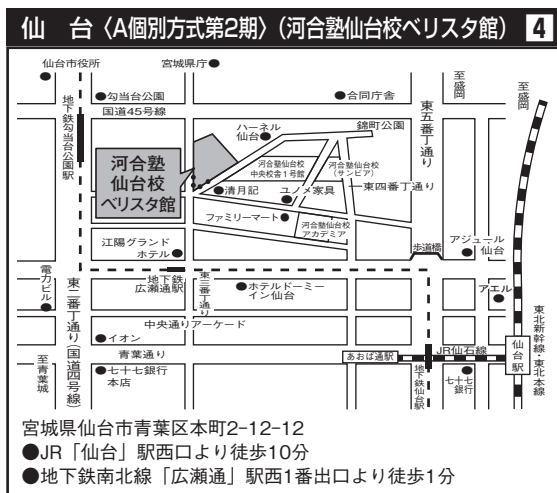 仙 台〈A個別方式第2期〉(河合塾仙台校ベリスタ館) 4
仙台市役所
宮城県庁
至盛岡
至盛岡
勾当台公園
合同庁舎
国道45号線
地下鉄勾当台公園駅
ハーネル
仙台
錦町公園
東五番丁通り
河合塾
仙台校
ベリスタ館
河合塾仙台校
中央校舎1号館
河合塾仙台校
(サンピア)
清月記
ユノメ家具
東四番丁通り
ファミリーマート
河合塾仙台校
アカデミア
江陽グランド
ホテル
歩道橋
アジュール
仙台
電力ビル
東二番丁通り(国道四号線)
地下鉄
広瀬通駅
東三番丁通り
ホテルドーミー
イン仙台
アエル
中央通りアーケード
イオン
青葉通り
あおば通駅
JR仙石線
仙台駅
東北新幹線・東北本線
至青葉城
七十七銀行
本店
地下鉄仙台駅
七十七
銀行
宮城県仙台市青葉区本町2-12-12
●JR「仙台」駅西口より徒歩10分
●地下鉄南北線「広瀬通」駅西1番出口より徒歩1分